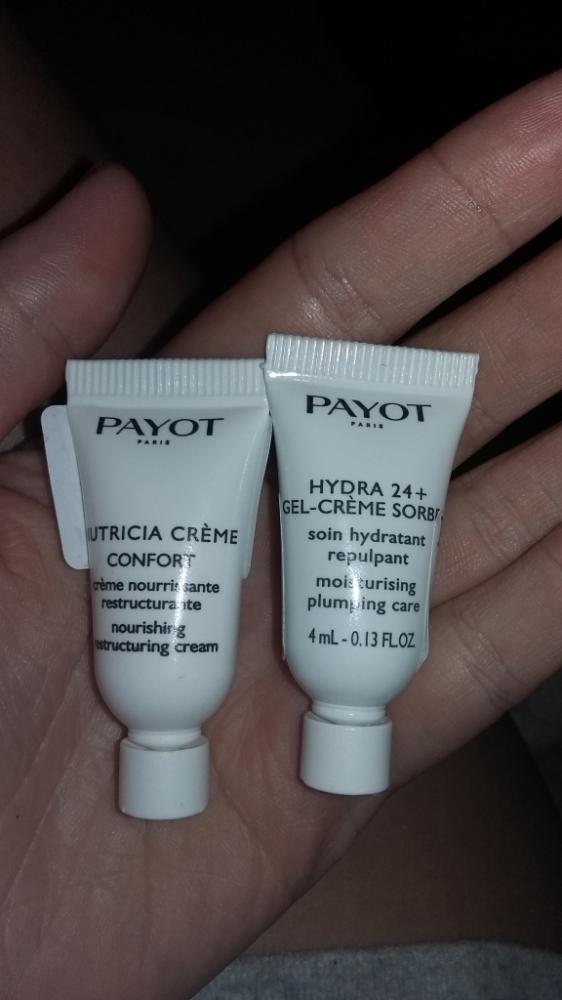 PAYOT
PARIS
UTRICIA CRÈME
CONFORT
crème nourrissante
restructurante
nourishing
restructuring cream
PAYOT
PARIS
HYDRA 24+
GEL-CRÈME SORB
soin hydratant
repulpant
moisturising
plumping care
4 mL - 0.13 FL.OZ.